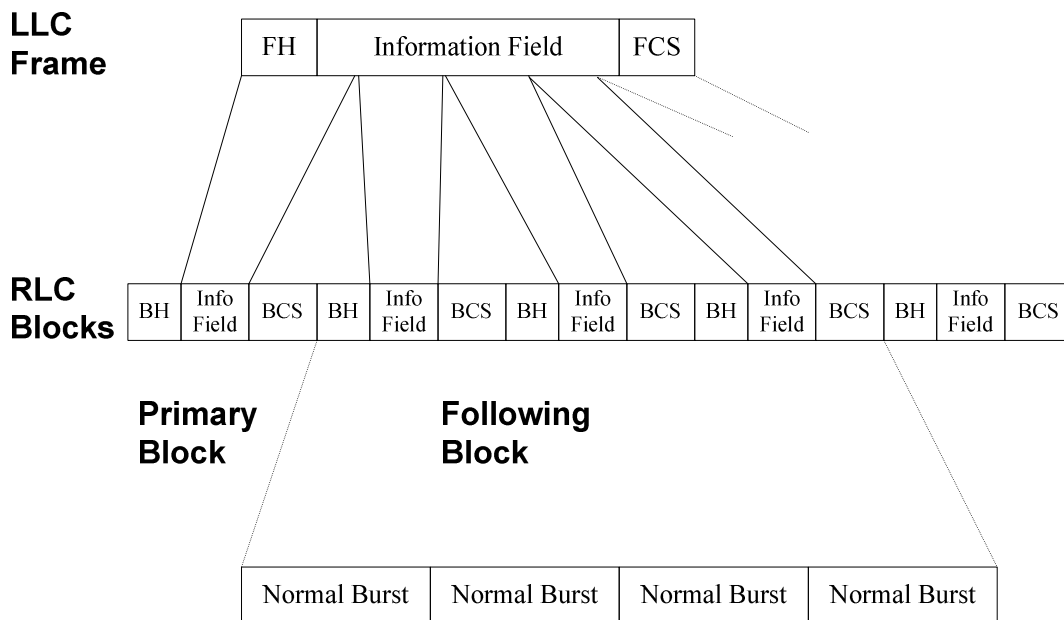 LLC
Frame
FH Information Field FCS
RLC
Blocks
BH Info Field BCS BH Info Field BCS BH Info Field BCS BH Info Field BCS BH Info Field BCS
Primary
Block
Following
Block
Normal Burst Normal Burst Normal Burst Normal Burst